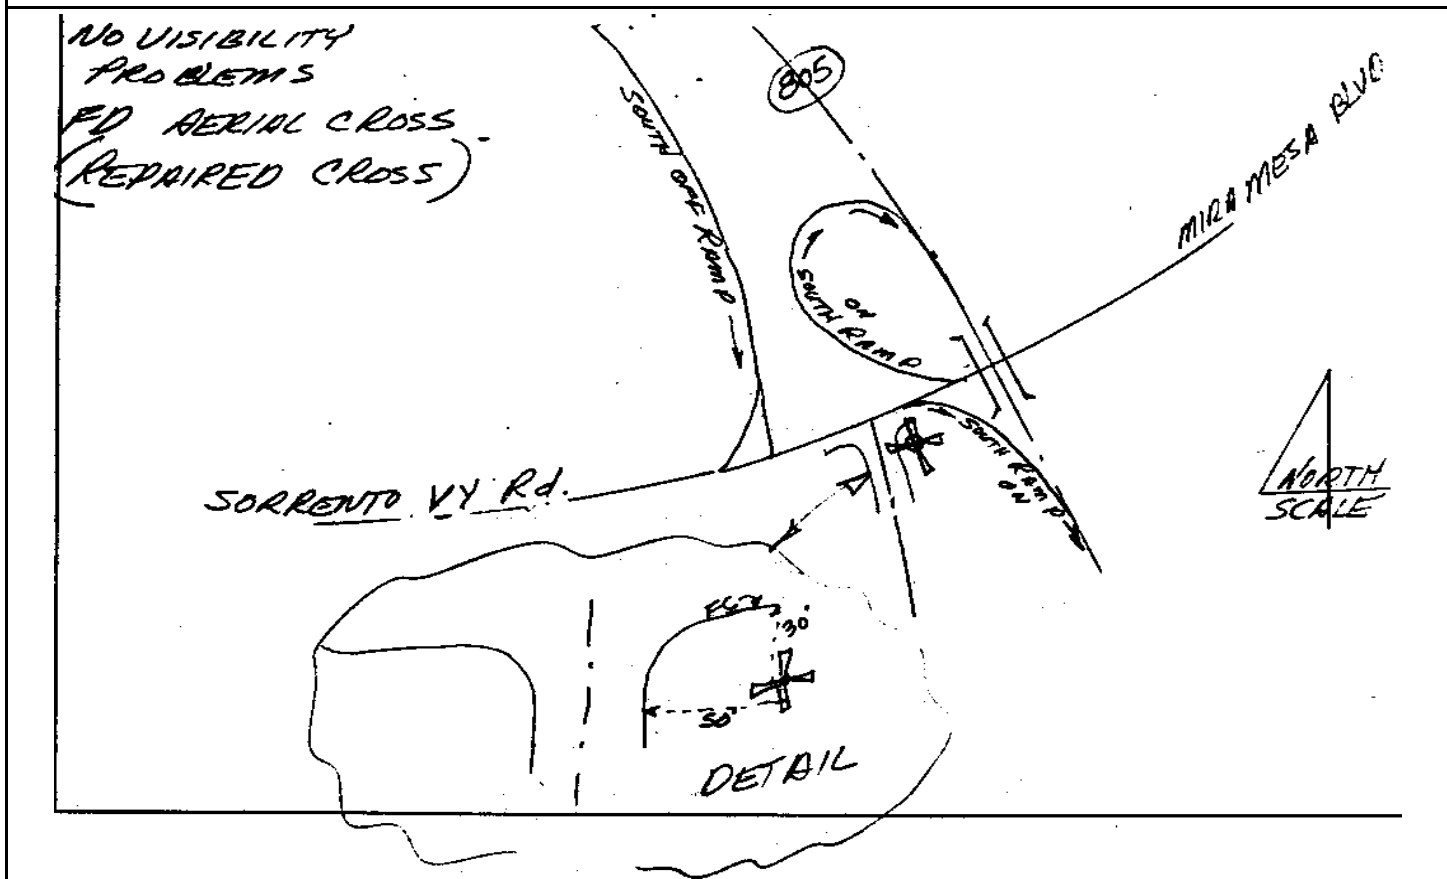 NO VISIBILITY
PROBLEMS
FD AERIAL CROSS.
(REPAIRED CROSS)
805
SOUTH OFF RAMP
MIRA MESA BLVD
SOUTH RAMP
ON
SOUTH RAMP
ON
SORRENTO VY Rd.
NORTH
SCALE
30'
50'
DETAIL